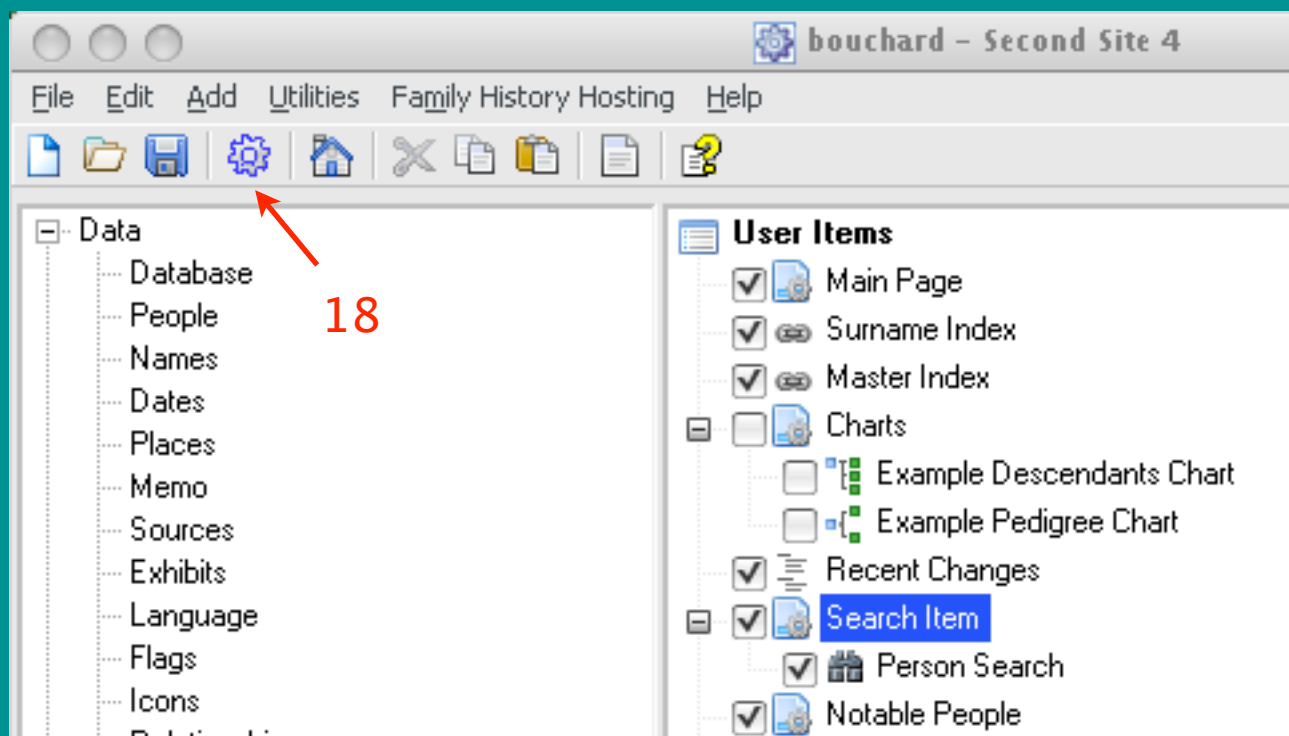 bouchard – Second Site 4
File Edit Add Utilities Family History Hosting Help
18
Data
Database
People
Names
Dates
Places
Memo
Sources
Exhibits
Language
Flags
Icons
User Items
Main Page
Surname Index
Master Index
Charts
Example Descendants Chart
Example Pedigree Chart
Recent Changes
Search Item
Person Search
Notable People